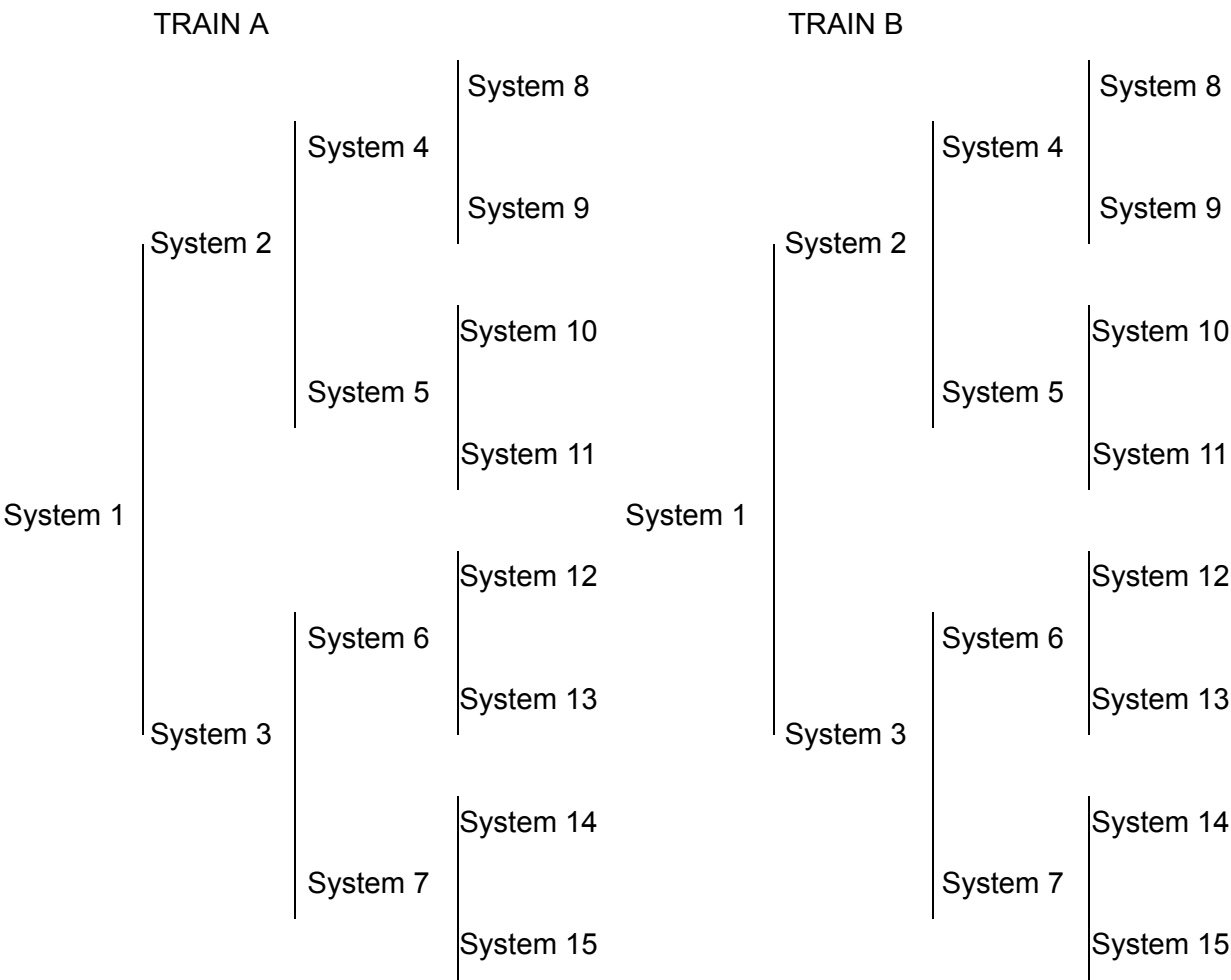 TRAIN A
System 8
System 4
System 9
System 2
System 10
System 5
System 11
System 1
System 12
System 6
System 13
System 3
System 14
System 7
System 15
TRAIN B
System 8
System 4
System 9
System 2
System 10
System 5
System 11
System 1
System 12
System 6
System 13
System 3
System 14
System 7
System 15